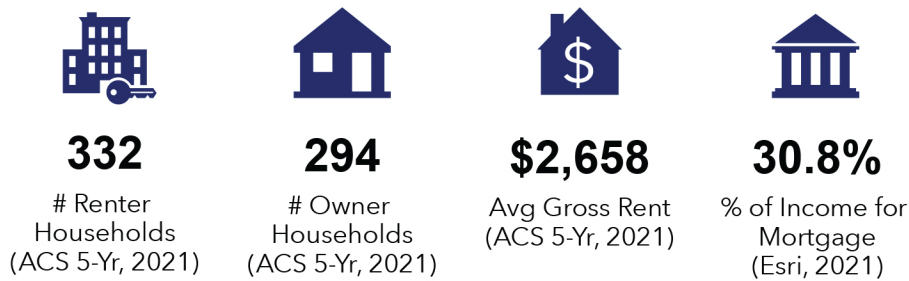 332
# Renter
Households
(ACS 5-Yr, 2021)
294
# Owner
Households
(ACS 5-Yr, 2021)
$
$2,658
Avg Gross Rent
(ACS 5-Yr, 2021)
30.8%
% of Income for
Mortgage
(Esri, 2021)